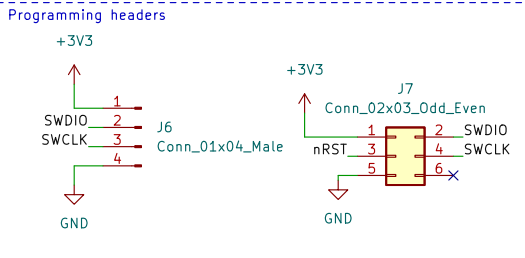 Programming headers
+3V3
1
SWDIO 2
SWCLK 3
4
J6
Conn_01x04_Male
GND
+3V3
J7
Conn_02x03_Odd_Even
1 2 SWDIO
nRST 3 4 SWCLK
5 6
GND